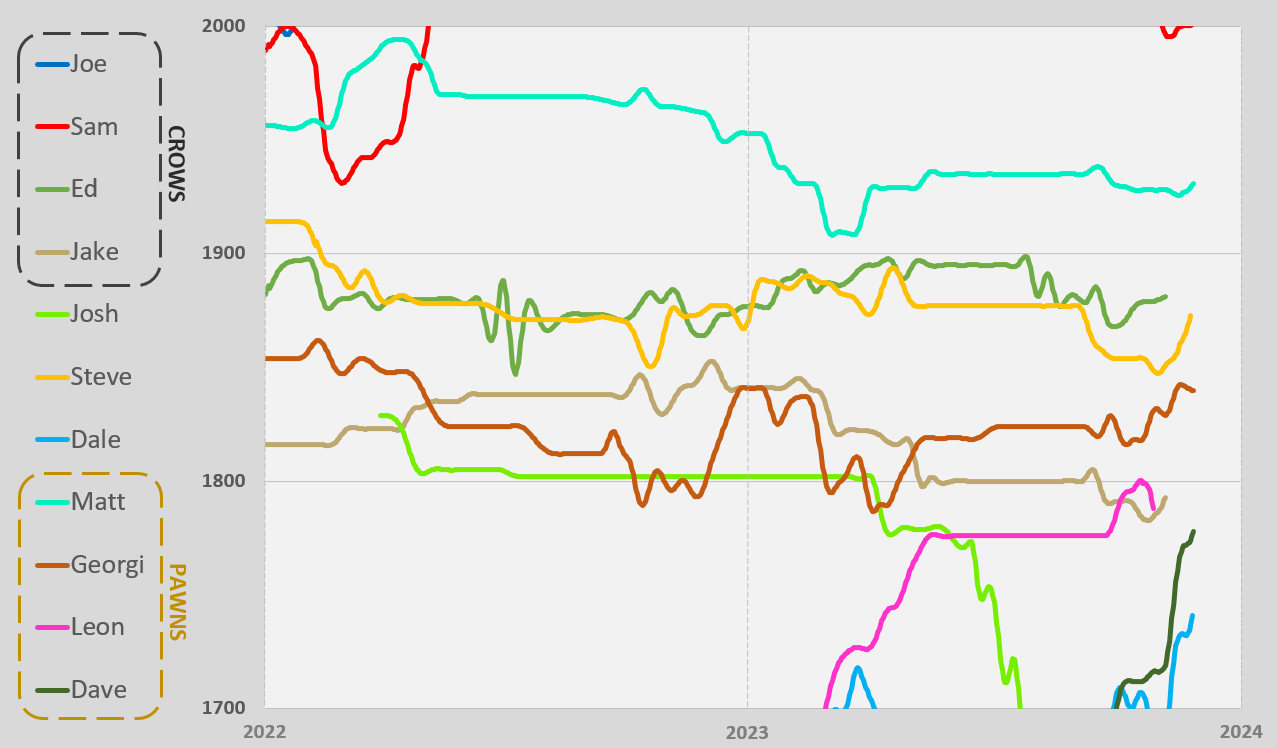 2000
1900
1800
1700
2022
2023
2024
Joe
Sam
Ed
Jake
CROWS
Josh
Steve
Dale
Matt
Georgi
Leon
Dave
PAWNS